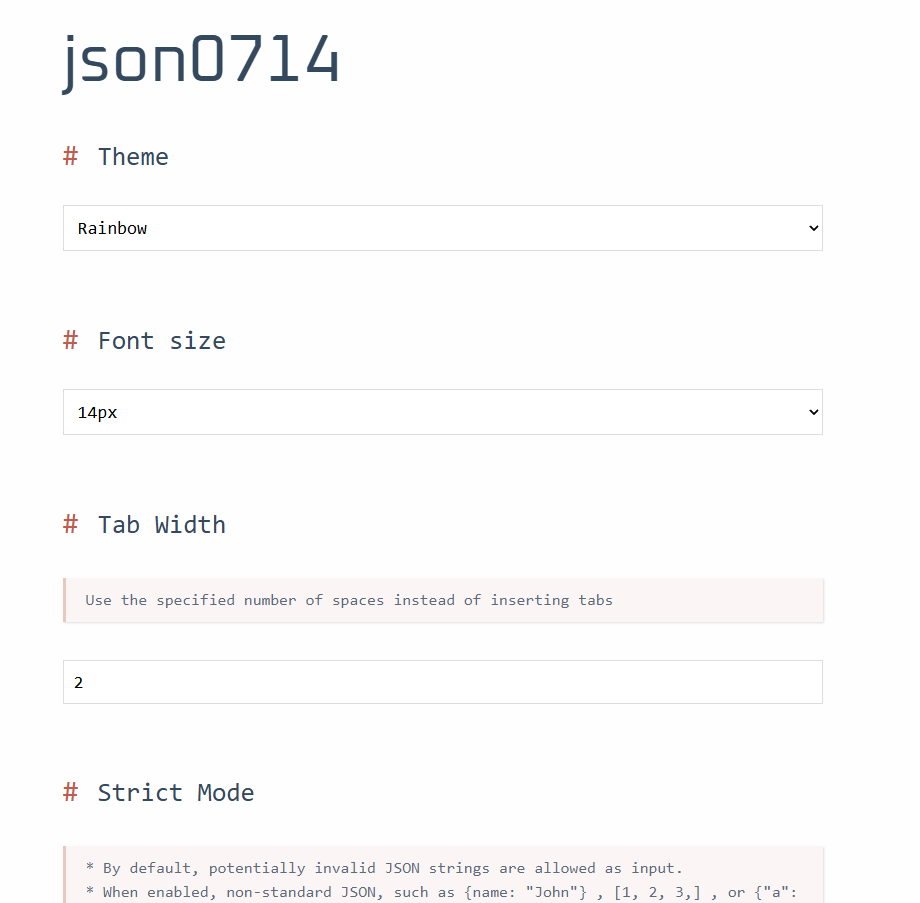 json0714
# Theme
Rainbow
# Font size
14px
# Tab Width
Use the specified number of spaces instead of inserting tabs
2
# Strict Mode
* By default, potentially invalid JSON strings are allowed as input.
* When enabled, non-standard JSON, such as {name: "John"} , [1, 2, 3,] , or {"a":